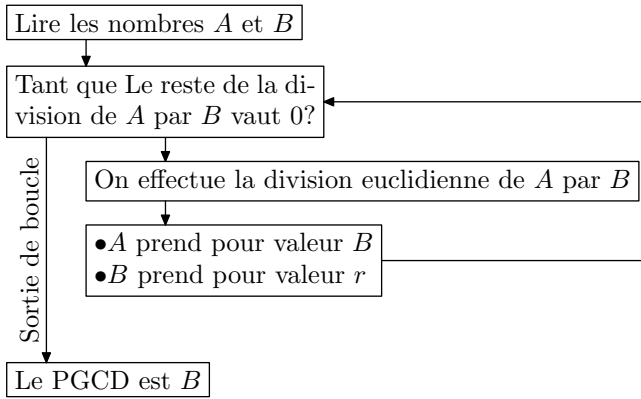 Lire les nombres A et B
Tant que Le reste de la di-
vision de A par B vaut 0?
Sortie de boucle
On effectue la division euclidienne de A par B
●A prend pour valeur B
●B prend pour valeur r
Le PGCD est B